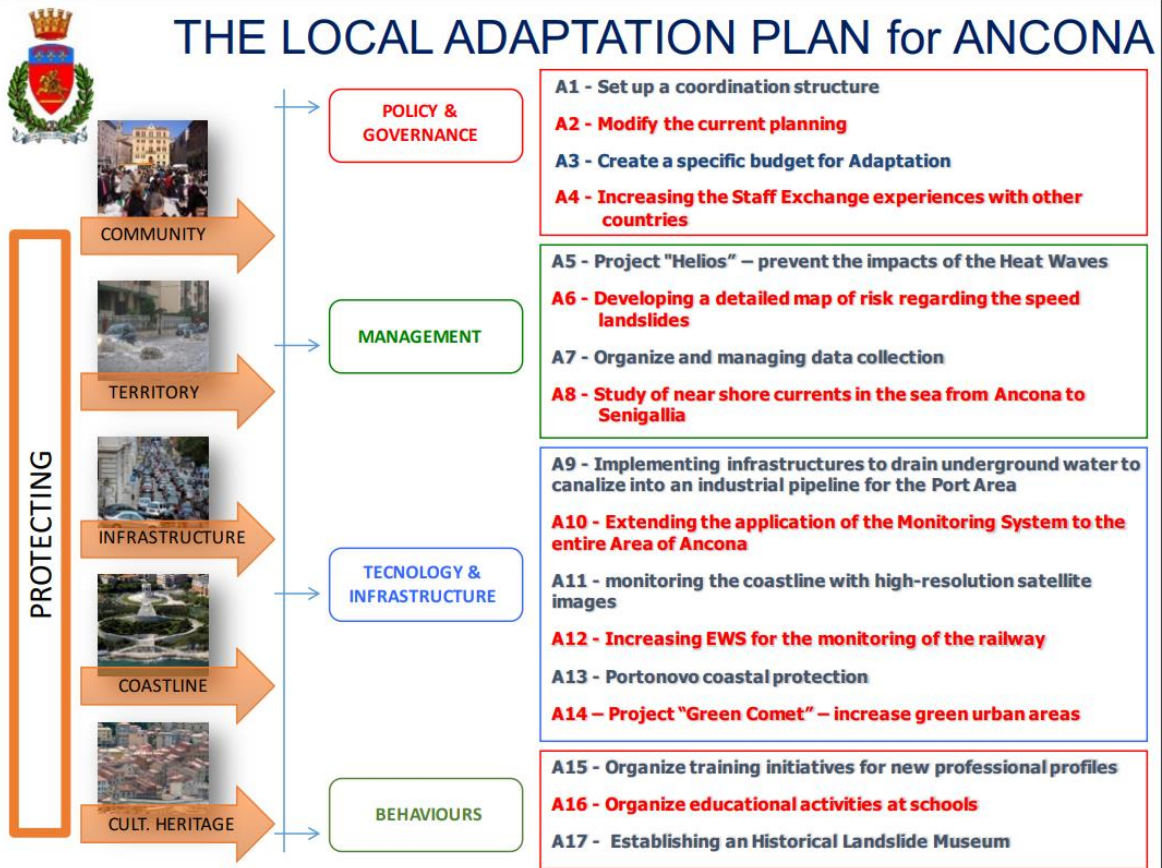 THE LOCAL ADAPTATION PLAN for ANCONA
PROTECTING
COMMUNITY
TERRITORY
INFRASTRUCTURE
COASTLINE
CULT. HERITAGE
POLICY &
GOVERNANCE
A1 - Set up a coordination structure
A2 - Modify the current planning
A3 - Create a specific budget for Adaptation
A4 - Increasing the Staff Exchange experiences with other
countries
MANAGEMENT
A5 - Project "Helios” – prevent the impacts of the Heat Waves
A6 - Developing a detailed map of risk regarding the speed
landslides
A7 - Organize and managing data collection
A8 - Study of near shore currents in the sea from Ancona to
Senigallia
TECNOLOGY &
INFRASTRUCTURE
A9 - Implementing infrastructures to drain underground water to
canalize into an industrial pipeline for the Port Area
A10 - Extending the application of the Monitoring System to the
entire Area of Ancona
A11 - monitoring the coastline with high-resolution satellite
images
A12 - Increasing EWS for the monitoring of the railway
A13 - Portonovo coastal protection
A14 – Project “Green Comet” – increase green urban areas
BEHAVIOURS
A15 - Organize training initiatives for new professional profiles
A16 - Organize educational activities at schools
A17 - Establishing an Historical Landslide Museum